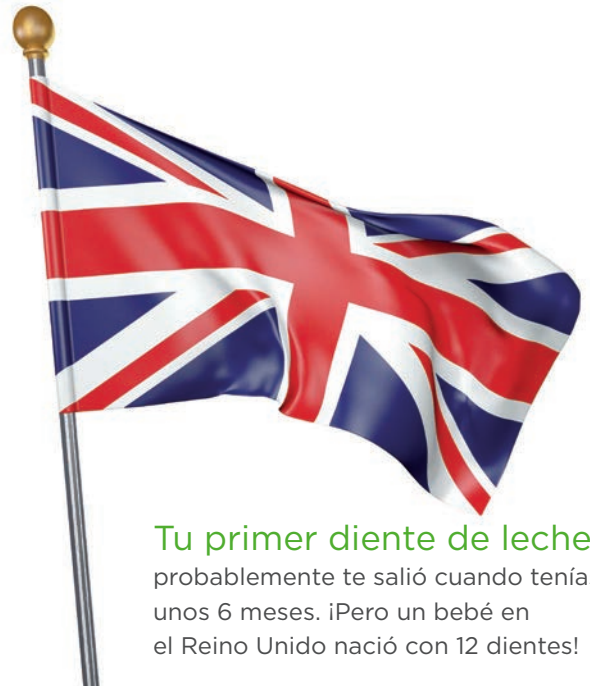 Tu primer diente de leche
probablemente te salió cuando tenía
unos 6 meses. ¡Pero un bebé en
el Reino Unido nació con 12 dientes!